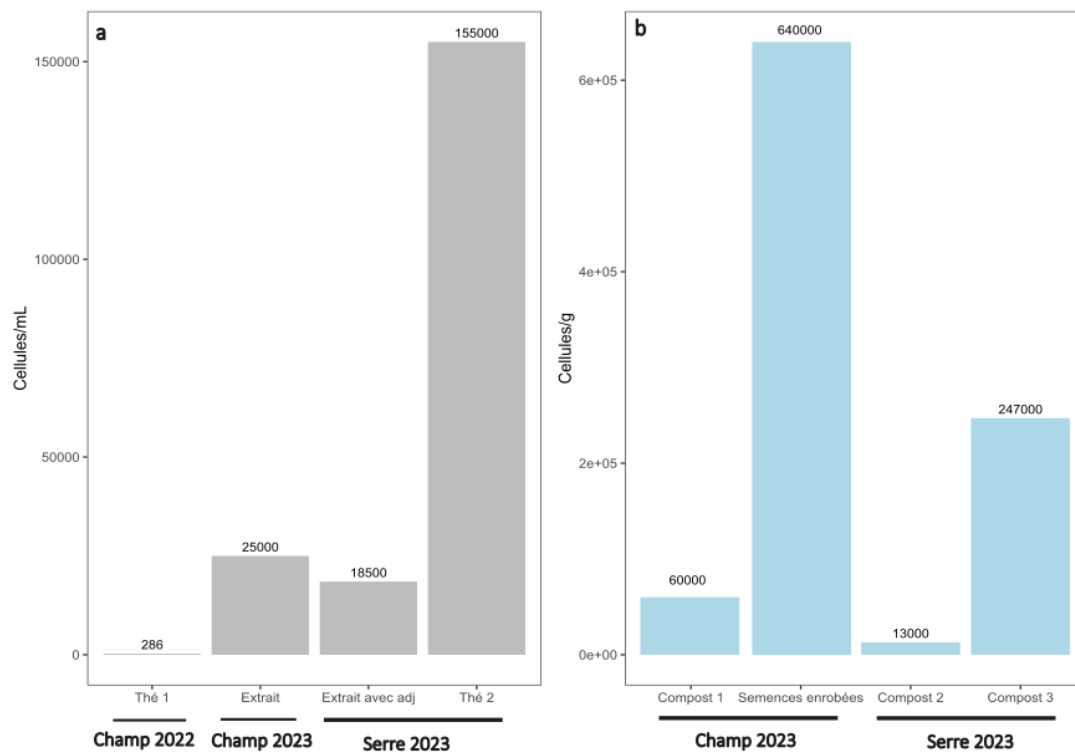 a
155000
150000
100000
Cellules/mL
50000
25000
18500
286
0
Thé 1
Extrait
Extrait avec adj
Thé 2
Champ 2022
Champ 2023
Serre 2023
b
640000
6e+05
4e+05
Cellules/g
247000
2e+05
60000
13000
0e+00
Compost 1
Semences enrobées
Compost 2
Compost 3
Champ 2023
Serre 2023